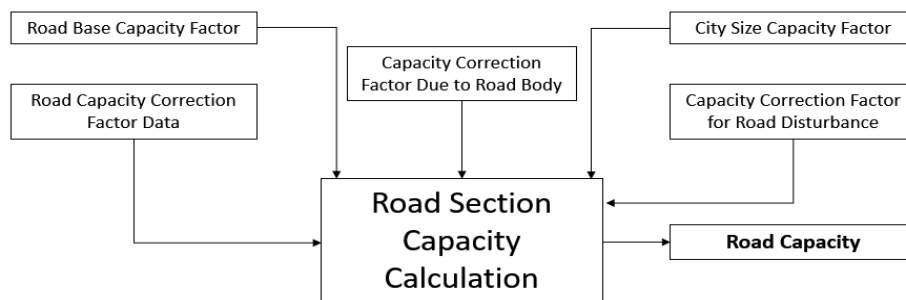 Road Base Capacity Factor
City Size Capacity Factor
Capacity Correction
Factor Due to Road Body
Road Capacity Correction
Factor Data
Capacity Correction Factor
for Road Disturbance
Road Section
Capacity
Calculation
Road Capacity